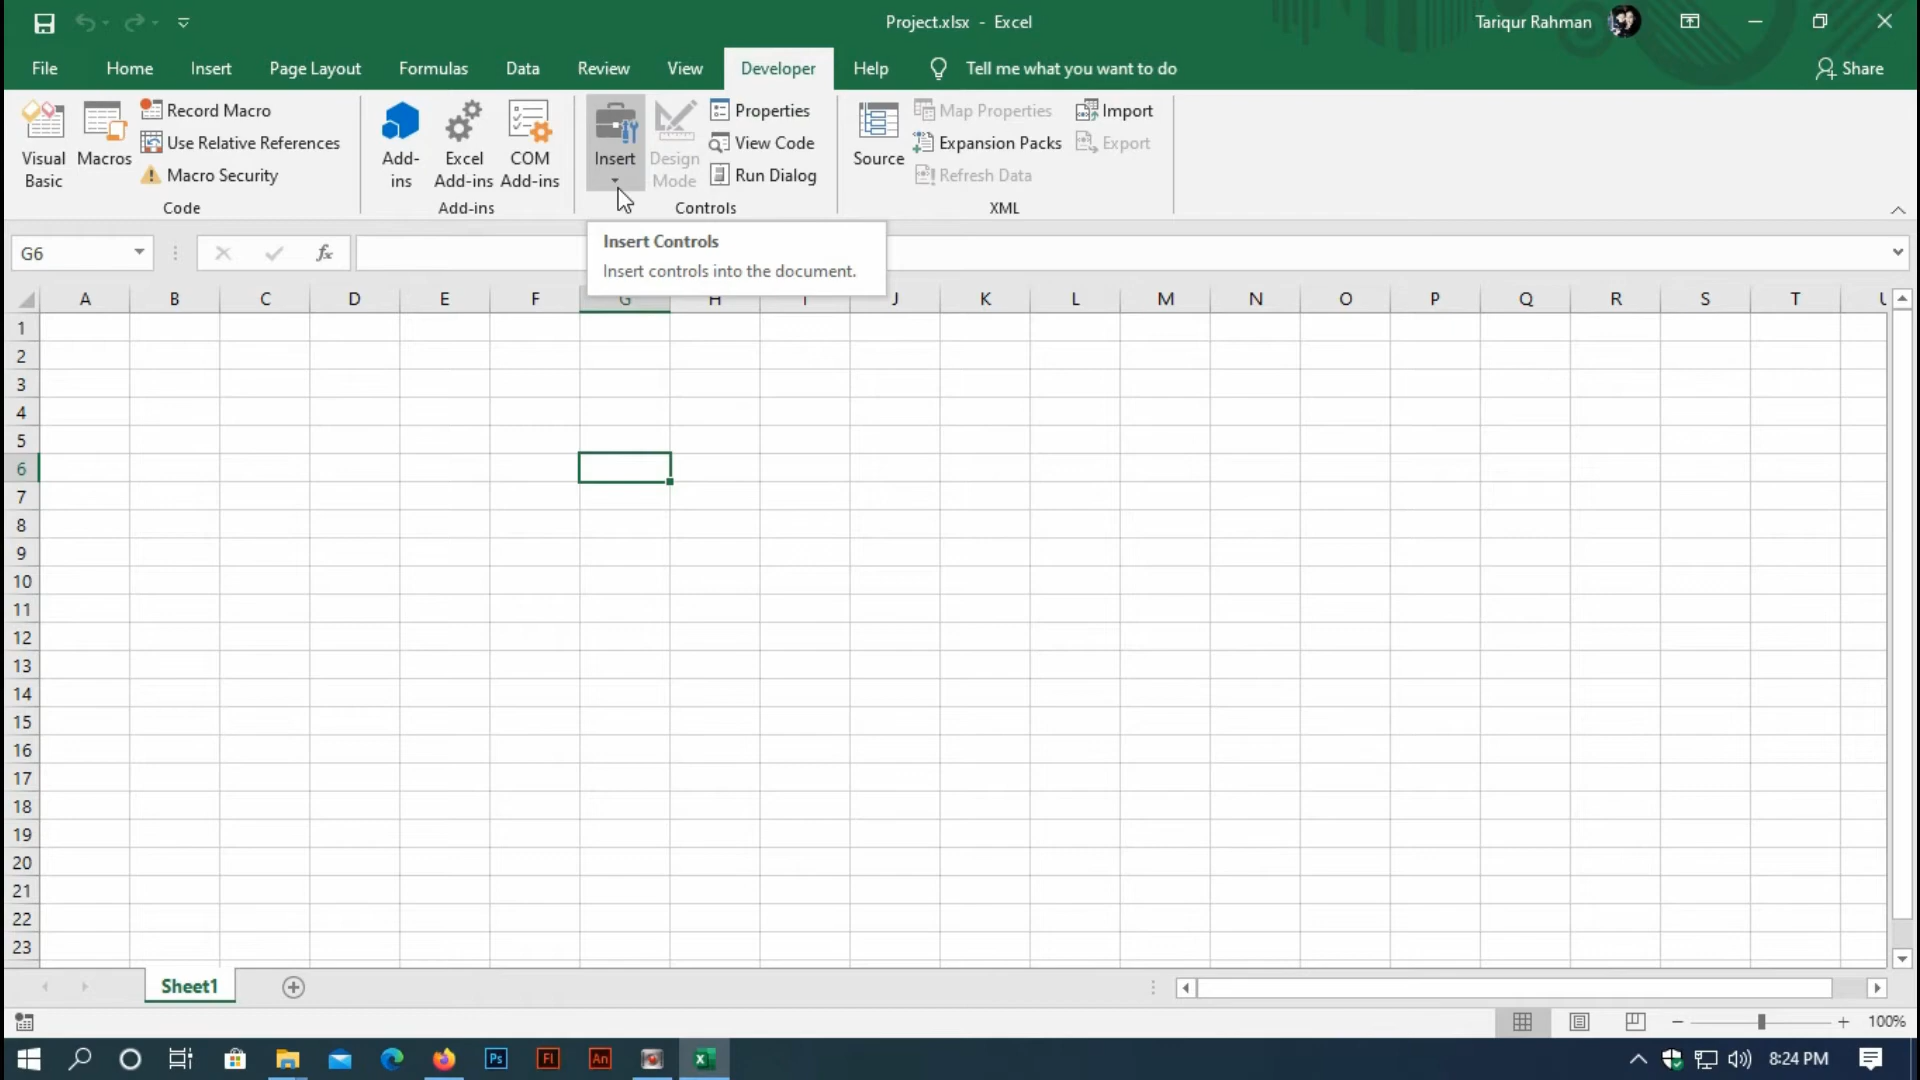 Project.xlsx - Excel
Tariqur Rahman
File Home Insert Page Layout Formulas Data Review View Developer Help Tell me what you want to do Share
Visual Basic
Macros
Record Macro
Use Relative References
Macro Security
Code
Add-ins
Excel Add-ins
COM Add-ins
Add-ins
Insert
Design Mode
Properties
View Code
Run Dialog
Controls
Source
Map Properties
Expansion Packs
Refresh Data
Import
Export
XML
G6
fx
Insert Controls
Insert controls into the document.
A B C D E F G H I J K L M N O P Q R S T U
1
2
3
4
5
6
7
8
9
10
11
12
13
14
15
16
17
18
19
20
21
22
23
Sheet1
100%
Ps Fl An X
8:24 PM